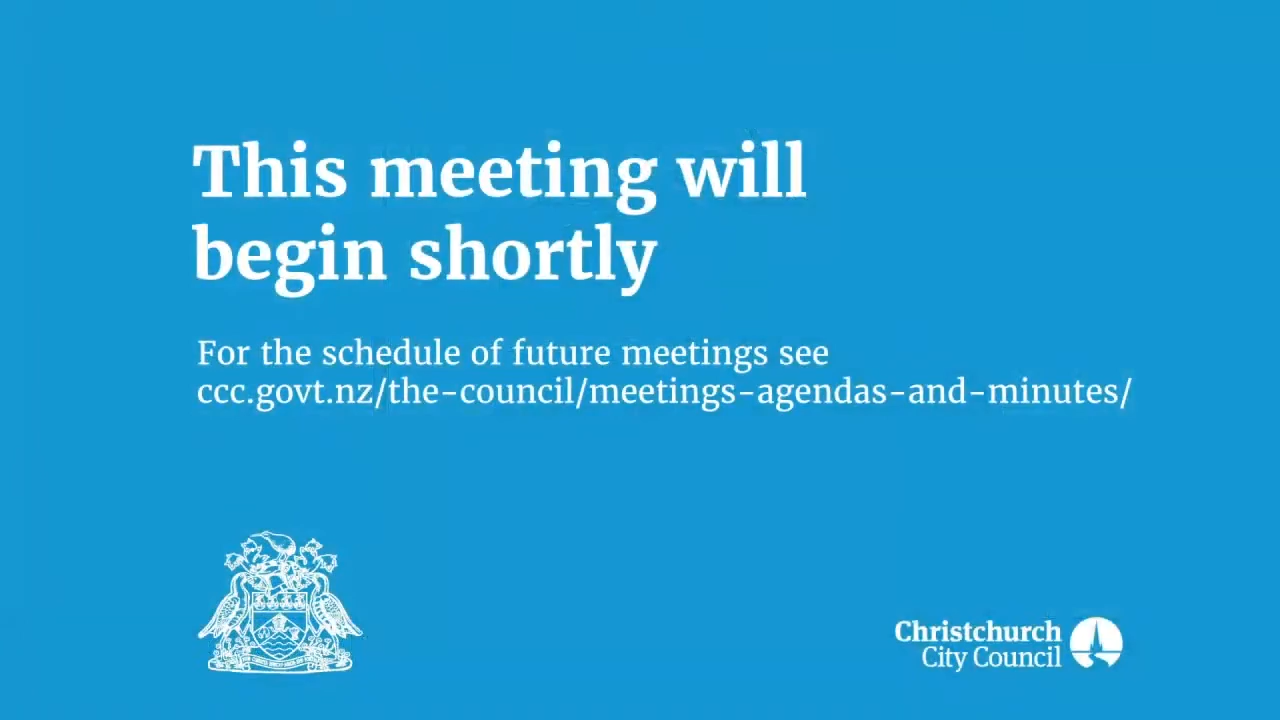 This meeting will
begin shortly
For the schedule of future meetings see
ccc.govt.nz/the-council/meetings-agendas-and-minutes/
Christchurch
City Council